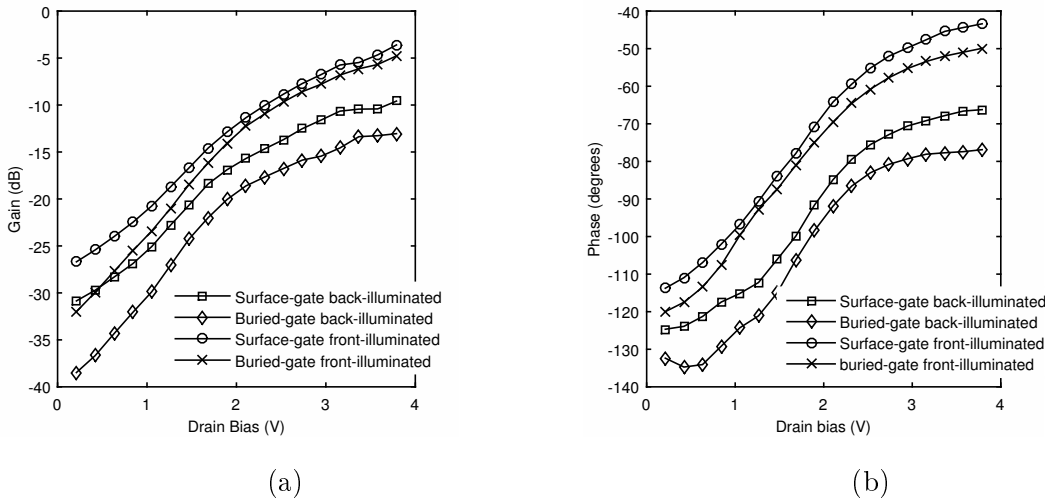 0
-5
-10
-15
-20
-25
-30
-35
-40
Gain (dB)
0
1
2
3
4
Drain Bias (V)
Surface-gate back-illuminated
Buried-gate back-illuminated
Surface-gate front-illuminated
Buried-gate front-illuminated
(a)
-40
-50
-60
-70
-80
-90
-100
-110
-120
-130
-140
Phase (degrees)
0
1
2
3
4
Drain bias (V)
Surface-gate back-illuminated
Buried-gate back-illuminated
Surface-gate front-illuminated
buried-gate front-illuminated
(b)